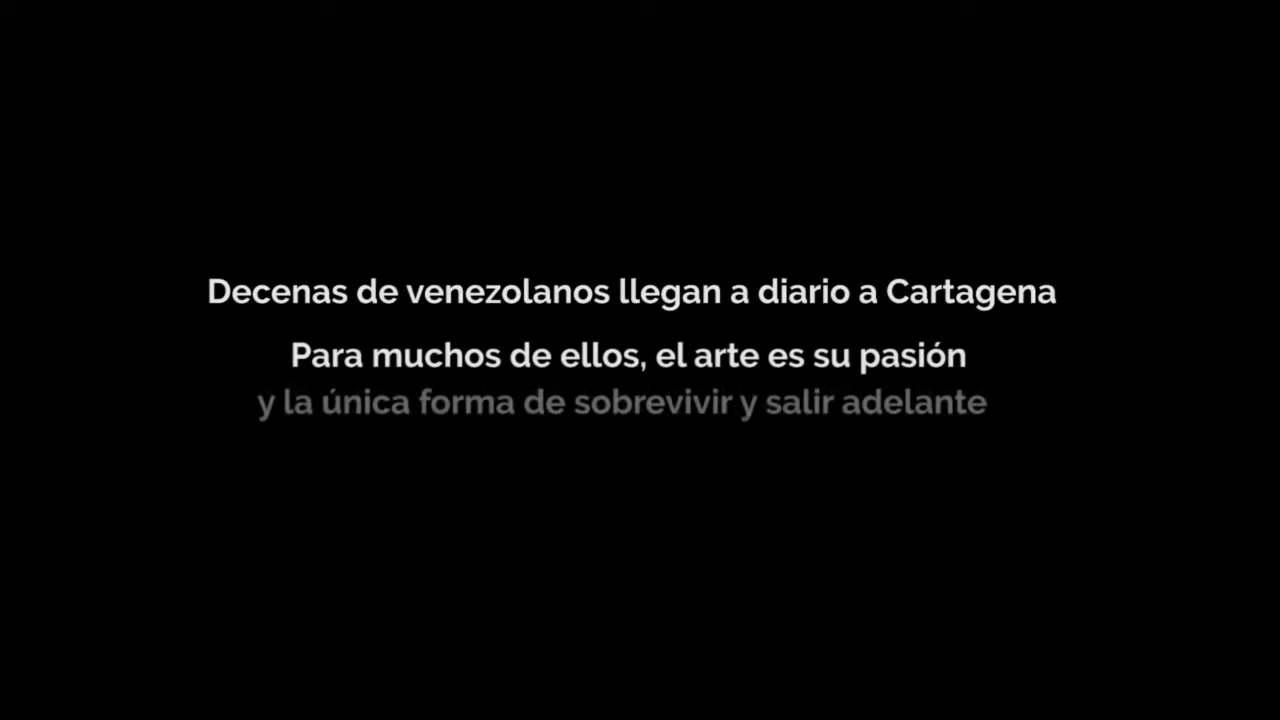 Decenas de venezolanos llegan a diario a Cartagena
Para muchos de ellos, el arte es su pasión
y la única forma de sobrevivir y salir adelante